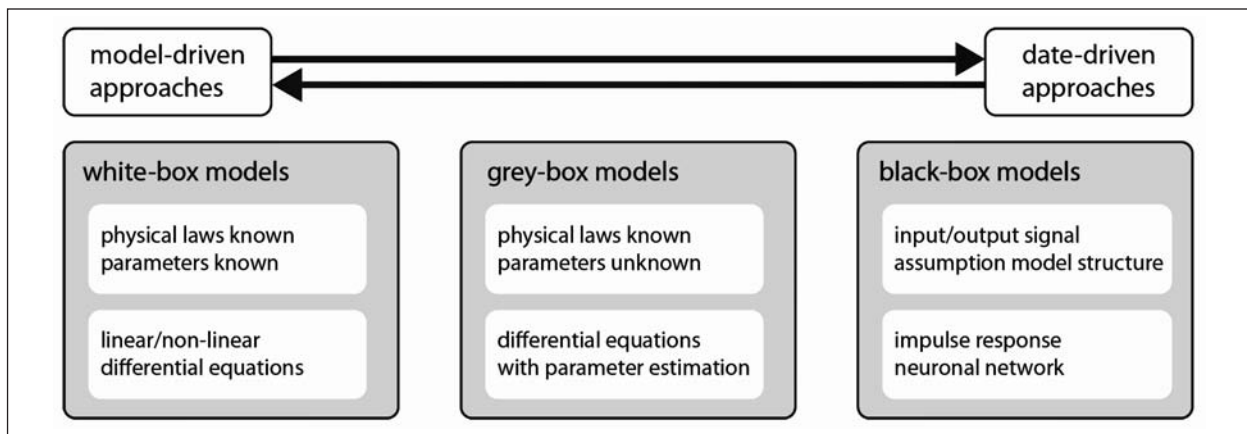 model-driven
approaches
date-driven
approaches
white-box models
physical laws known
parameters known
linear/non-linear
differential equations
grey-box models
physical laws known
parameters unknown
differential equations
with parameter estimation
black-box models
input/output signal
assumption model structure
impulse response
neuronal network